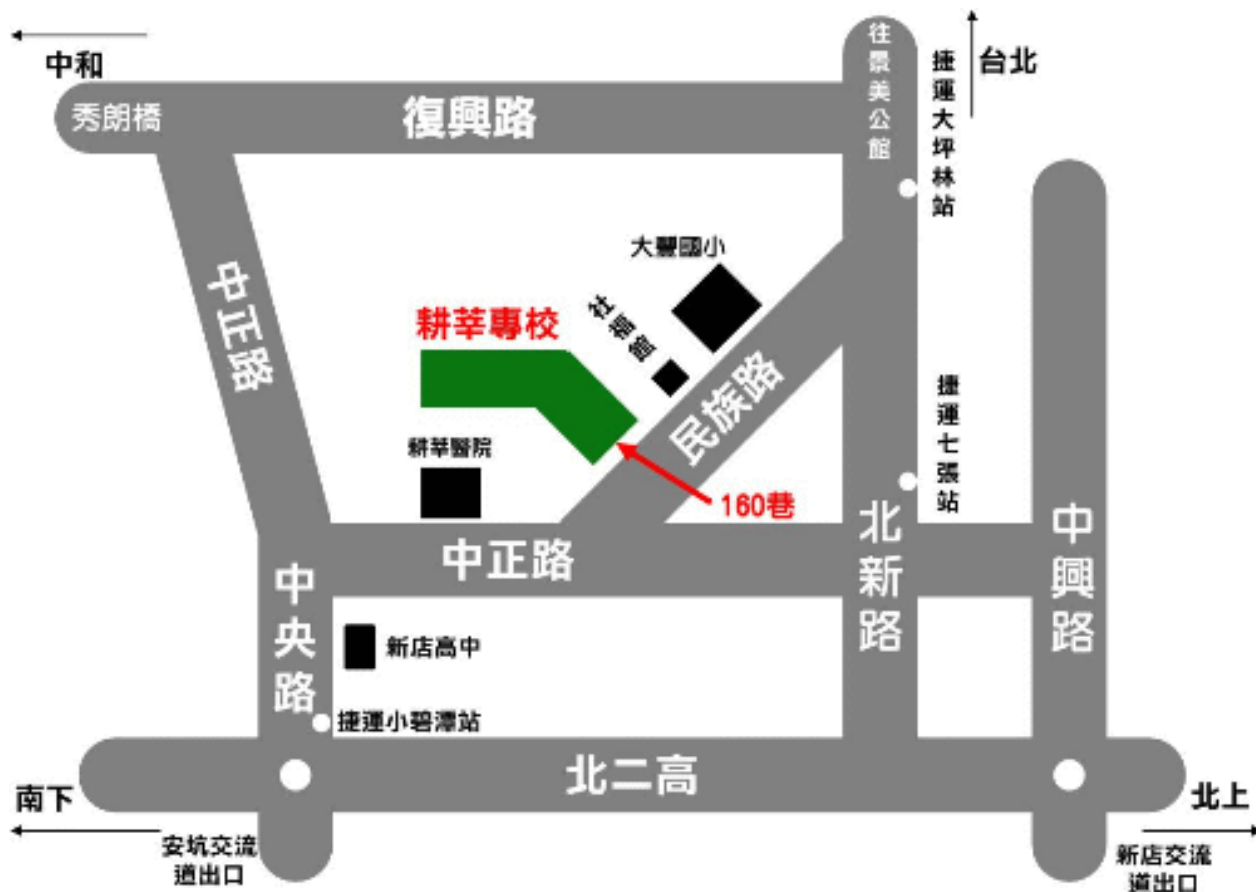 中和
秀朗橋
復興路
往景美公館
捷運大坪林站
台北
中正路
大豐國小
社福館
耕莘專校
民族路
耕莘醫院
160巷
捷運七張站
中正路
北新路
中興路
中央路
新店高中
捷運小碧潭站
北二高
南下
北上
安坑交流
道出口
新店交流
道出口